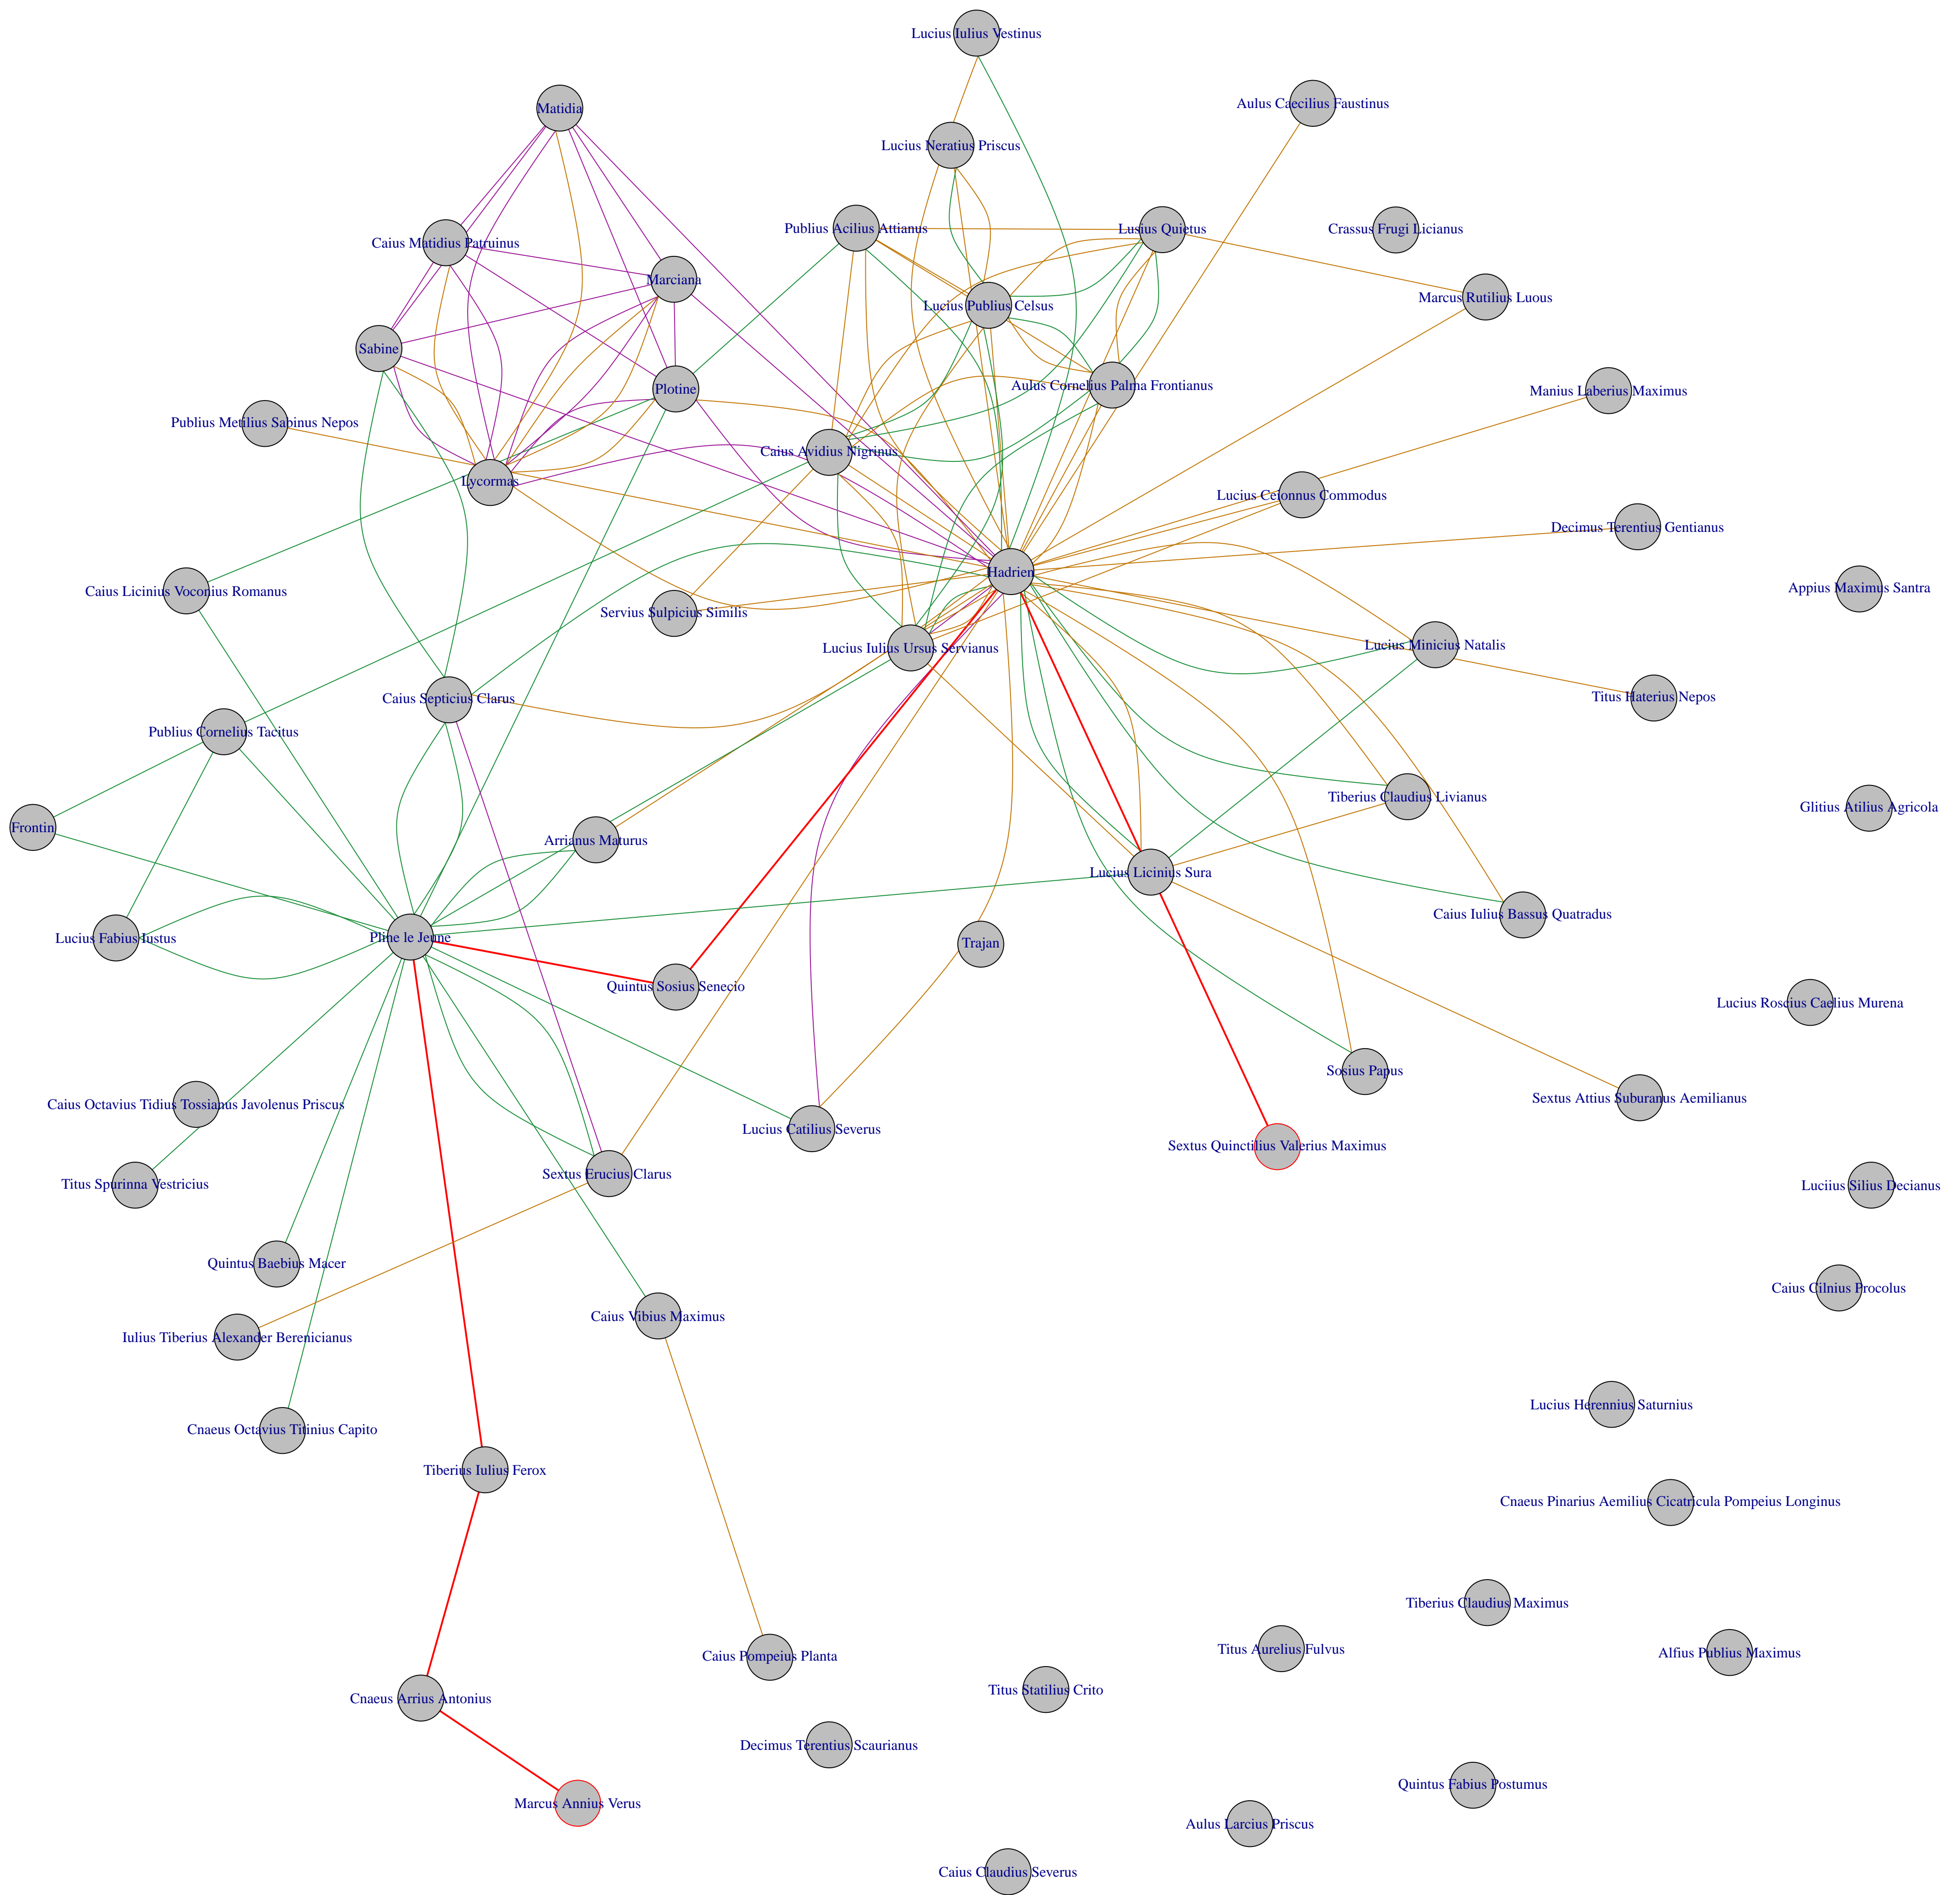 Lucius Iulius Vestinus
Matidia
Aulus Caecilius Faustinus
Lucius Neratius Priscus
Publius Acilius Attianus
Lusius Quietus
Crassus Frugi Licianus
Caius Matidius Patruinus
Marciana
Marcus Rutilius Luous
Lucius Publius Celsus
Sabine
Plotine
Aulus Cornelius Palma Frontianus
Manius Laberius Maximus
Publius Metilius Sabinus Nepos
Caius Avidius Nigrinus
Lycormas
Lucius Ceionnus Commodus
Decimus Terentius Gentianus
Hadrien
Caius Licinius Voconius Romanus
Appius Maximus Santra
Servius Sulpicius Similis
Lucius Iulius Ursus Servianus
Lucius Minicius Natalis
Caius Septicius Clarus
Titus Haterius Nepos
Publius Cornelius Tacitus
Tiberius Claudius Livianus
Glitius Atilius Agricola
Frontin
Arrianus Maturus
Lucius Licinius Sura
Caius Iulius Bassus Quatradus
Lucius Fabius Iustus
Pline le Jeune
Trajan
Quintus Sosius Senecio
Lucius Roscius Caelius Murena
Sosius Papus
Sextus Attius Suburanus Aemilianus
Caius Octavius Tidius Tossianus Javolenus Priscus
Lucius Catilius Severus
Sextus Quinctilius Valerius Maximus
Sextus Erucius Clarus
Titus Spurinna Vestricius
Luciius Silius Decianus
Quintus Baebius Macer
Caius Cilnius Procolus
Caius Vibius Maximus
Iulius Tiberius Alexander Berenicianus
Lucius Herennius Saturnius
Cnaeus Octavius Titinius Capito
Tiberius Iulius Ferox
Cnaeus Pinarius Aemilius Cicatricula Pompeius Longinus
Tiberius Claudius Maximus
Titus Aurelius Fulvus
Alfius Publius Maximus
Caius Pompeius Planta
Titus Statilius Crito
Cnaeus Arrius Antonius
Decimus Terentius Scaurianus
Quintus Fabius Postumus
Marcus Annius Verus
Aulus Larcius Priscus
Caius Claudius Severus